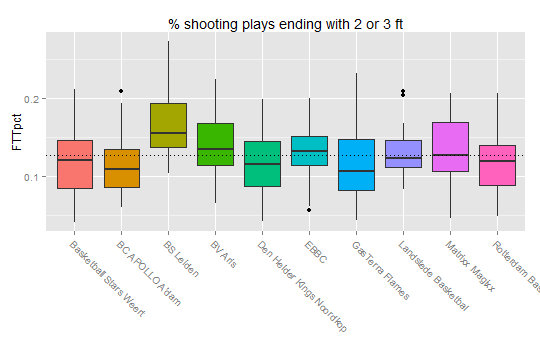 % shooting plays ending with 2 or 3 ft
FTTpct
0.2
0.1
Basketball Stars Weert
BC APOLLO A'dam
BS Leiden
BV Aris
Den Helder Kings Noordkop
EBBC
GasTerra Flames
Landslede Basketbal
Matrixx Magixx
Rotterdam Bas